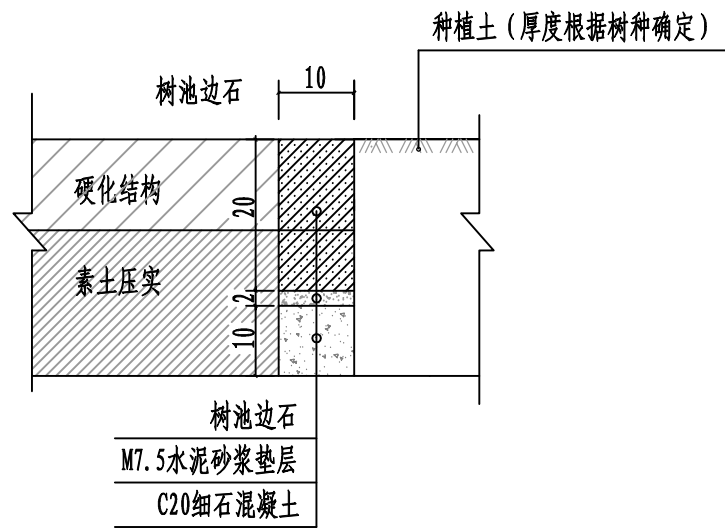 种植土（厚度根据树种确定）
树池边石
10
硬化结构
20
素土压实
2
10
树池边石
M7.5水泥砂浆垫层
C20细石混凝土